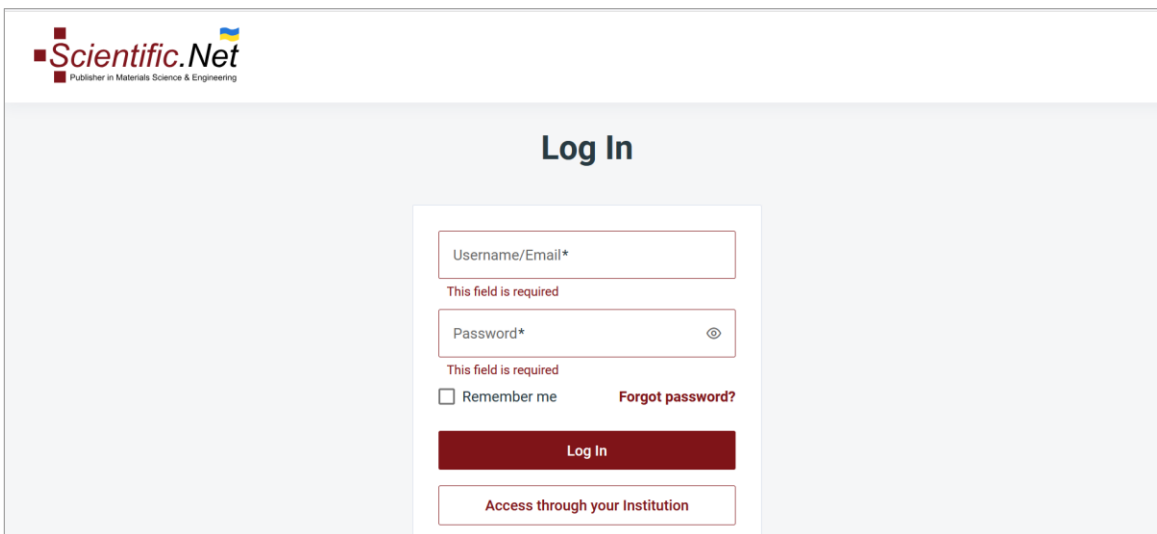 Scientific.Net
Publisher in Materials Science & Engineering
Log In
Username/Email*
This field is required
Password*
This field is required
Remember me Forgot password?
Log In
Access through your Institution